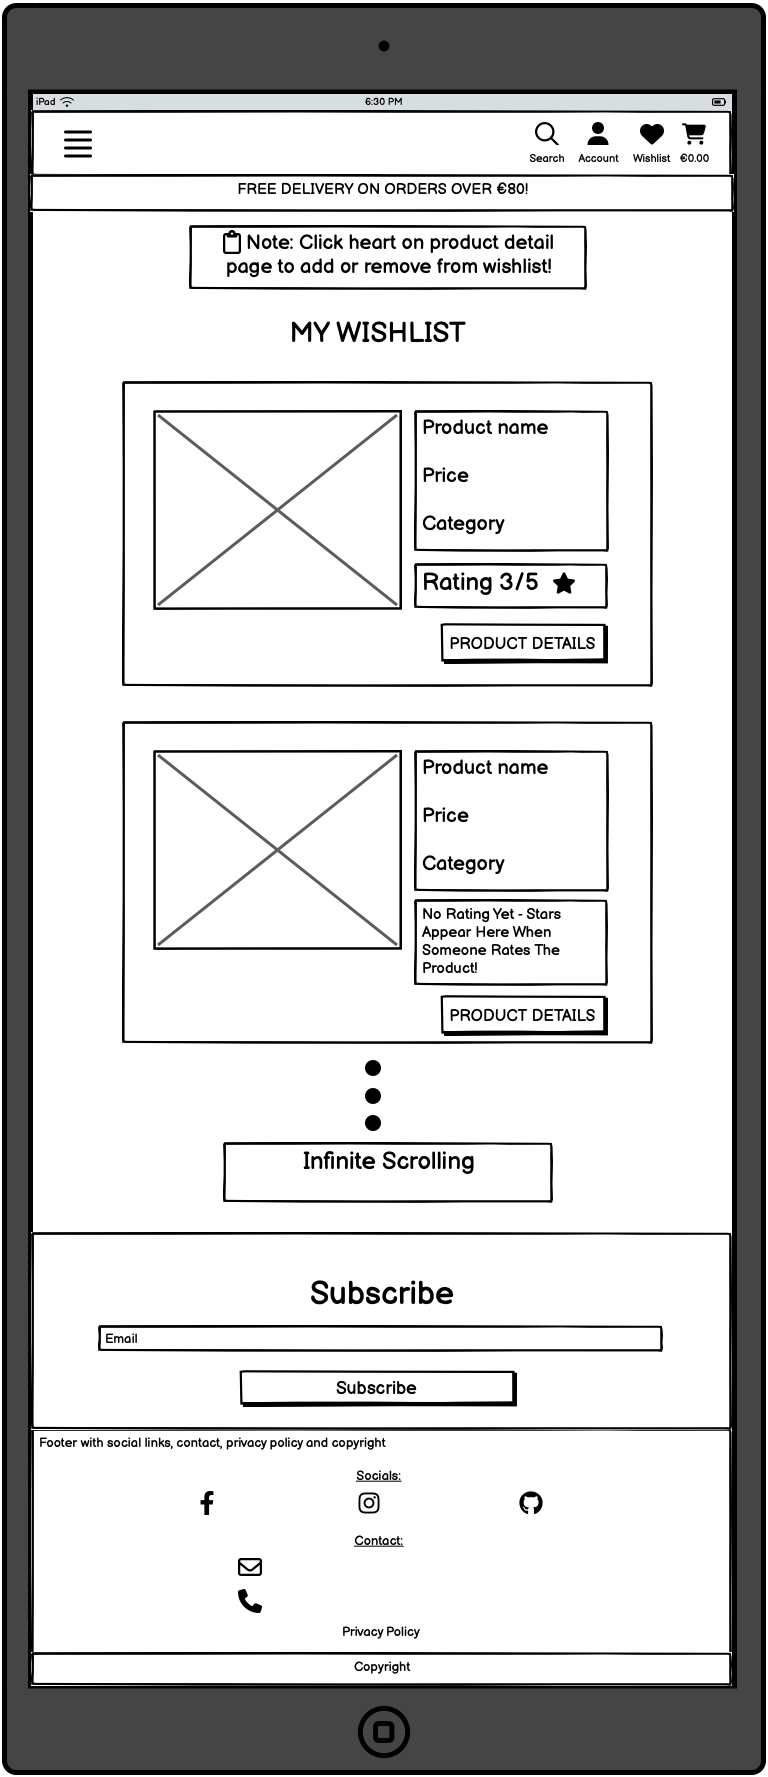 iPad
6:30 PM
Search Account Wishlist €0.00
FREE DELIVERY ON ORDERS OVER €80!
Note: Click heart on product detail
page to add or remove from wishlist!
MY WISHLIST
Product name
Price
Category
Rating 3/5
PRODUCT DETAILS
Product name
Price
Category
No Rating Yet - Stars
Appear Here When
Someone Rates The
Product!
PRODUCT DETAILS
Infinite Scrolling
Subscribe
Email
Subscribe
Footer with social links, contact, privacy policy and copyright
Socials:
Contact:
Privacy Policy
Copyright